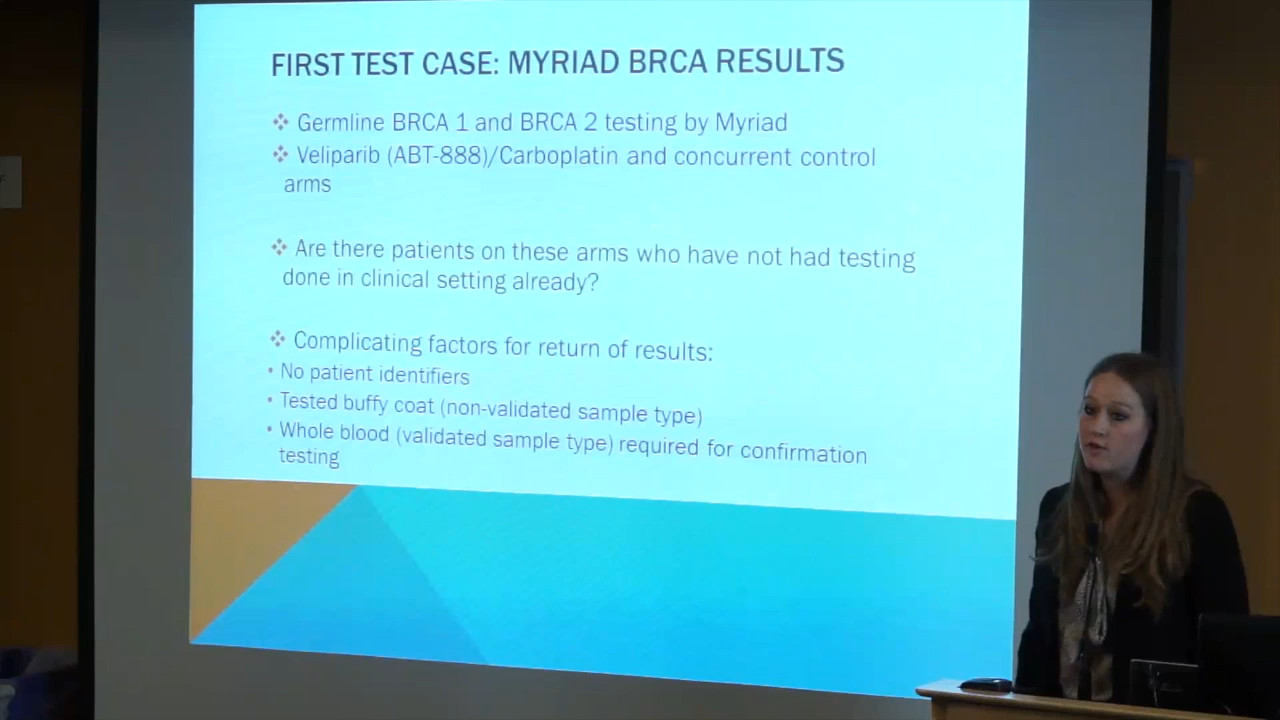 FIRST TEST CASE: MYRIAD BRCA RESULTS
❖ Germline BRCA 1 and BRCA 2 testing by Myriad
❖ Veliparib (ABT-888)/Carboplatin and concurrent control
arms
❖ Are there patients on these arms who have not had testing
done in clinical setting already?
❖ Complicating factors for return of results:
• No patient identifiers
• Tested buffy coat (non-validated sample type)
• Whole blood (validated sample type) required for confirmation
testing